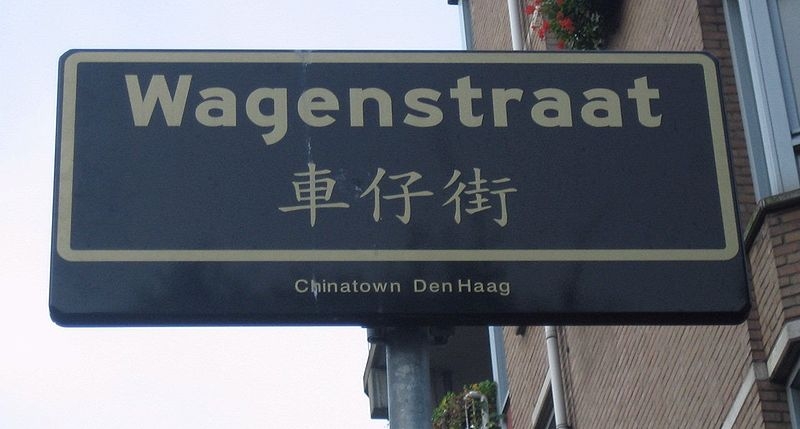 Wagenstraat
車仔街
Chinatown Den Haag